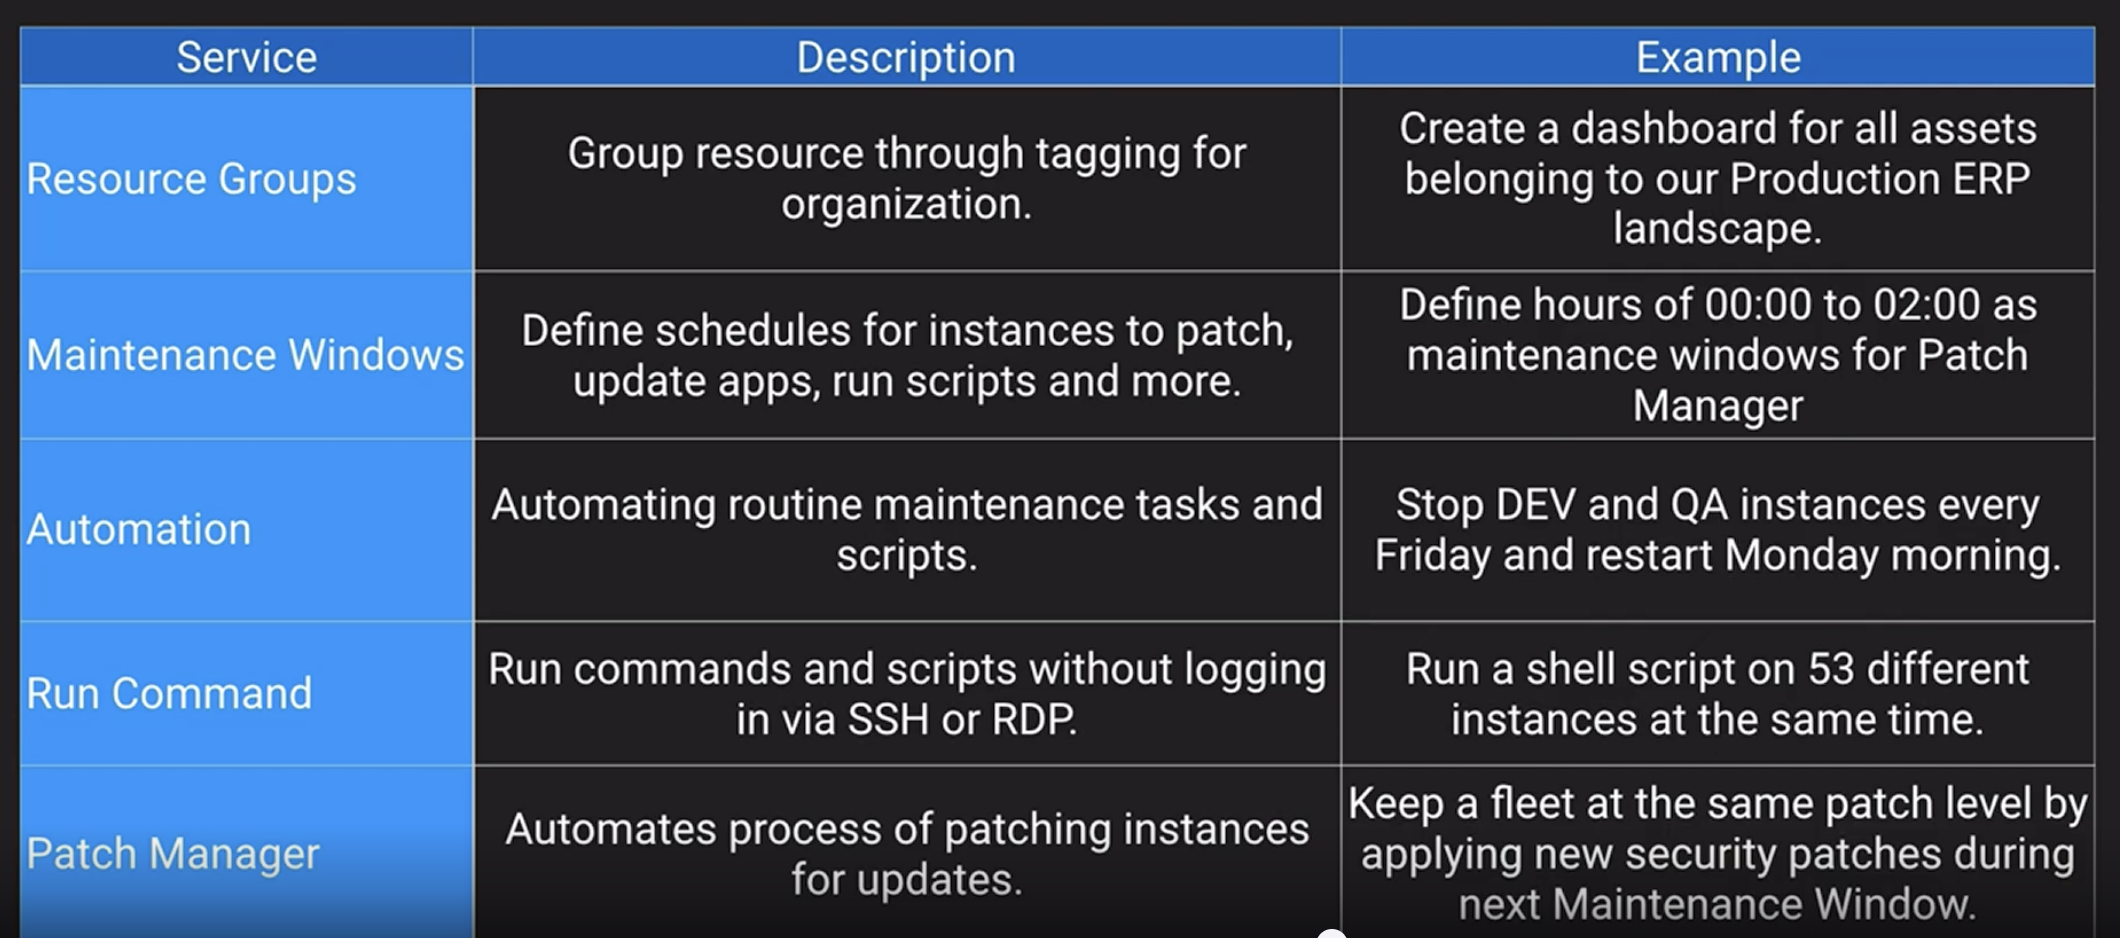 Service
Description
Example
Resource Groups
Group resource through tagging for
organization.
Create a dashboard for all assets
belonging to our Production ERP
landscape.
Maintenance Windows
Define schedules for instances to patch,
update apps, run scripts and more.
Define hours of 00:00 to 02:00 as
maintenance windows for Patch
Manager
Automation
Automating routine maintenance tasks and
scripts.
Stop DEV and QA instances every
Friday and restart Monday morning.
Run Command
Run commands and scripts without logging
in via SSH or RDP.
Run a shell script on 53 different
instances at the same time.
Patch Manager
Automates process of patching instances
for updates.
Keep a fleet at the same patch level by
applying new security patches during
next Maintenance Window.